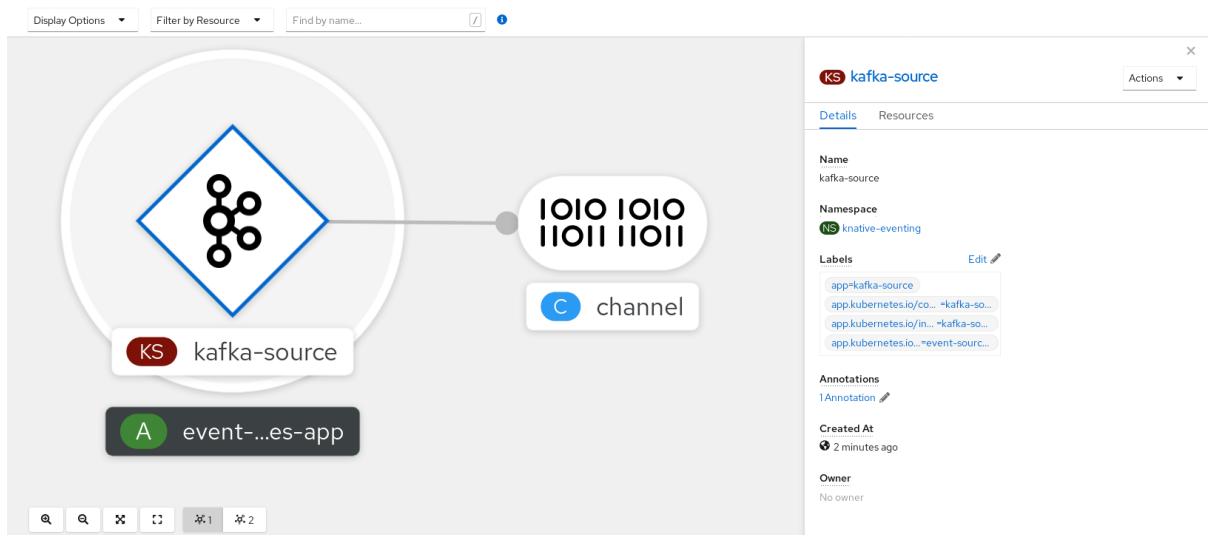 Display Options
Filter by Resource
Find by name...
/
KS kafka-source
Actions
Details
Resources
Name
kafka-source
Namespace
NS knative-eventing
Labels
Edit
app=kafka-source
app.kubernetes.io/co... =kafka-so...
app.kubernetes.io/in... =kafka-so...
app.kubernetes.io...=event-sourc...
Annotations
1 Annotation
Created At
2 minutes ago
Owner
No owner
1010 1010
11011 11011
C channel
KS kafka-source
A event-...es-app
1
2